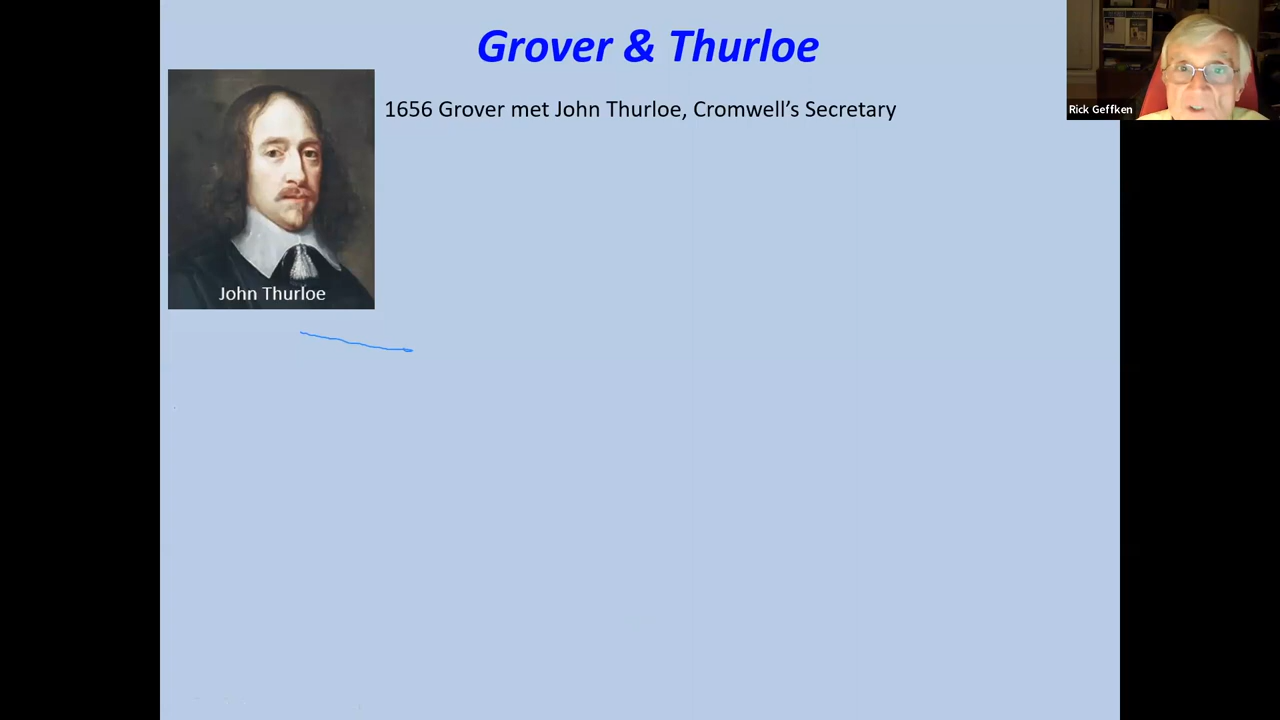 Grover & Thurloe
Rick Geffken
1656 Grover met John Thurloe, Cromwell’s Secretary
John Thurloe